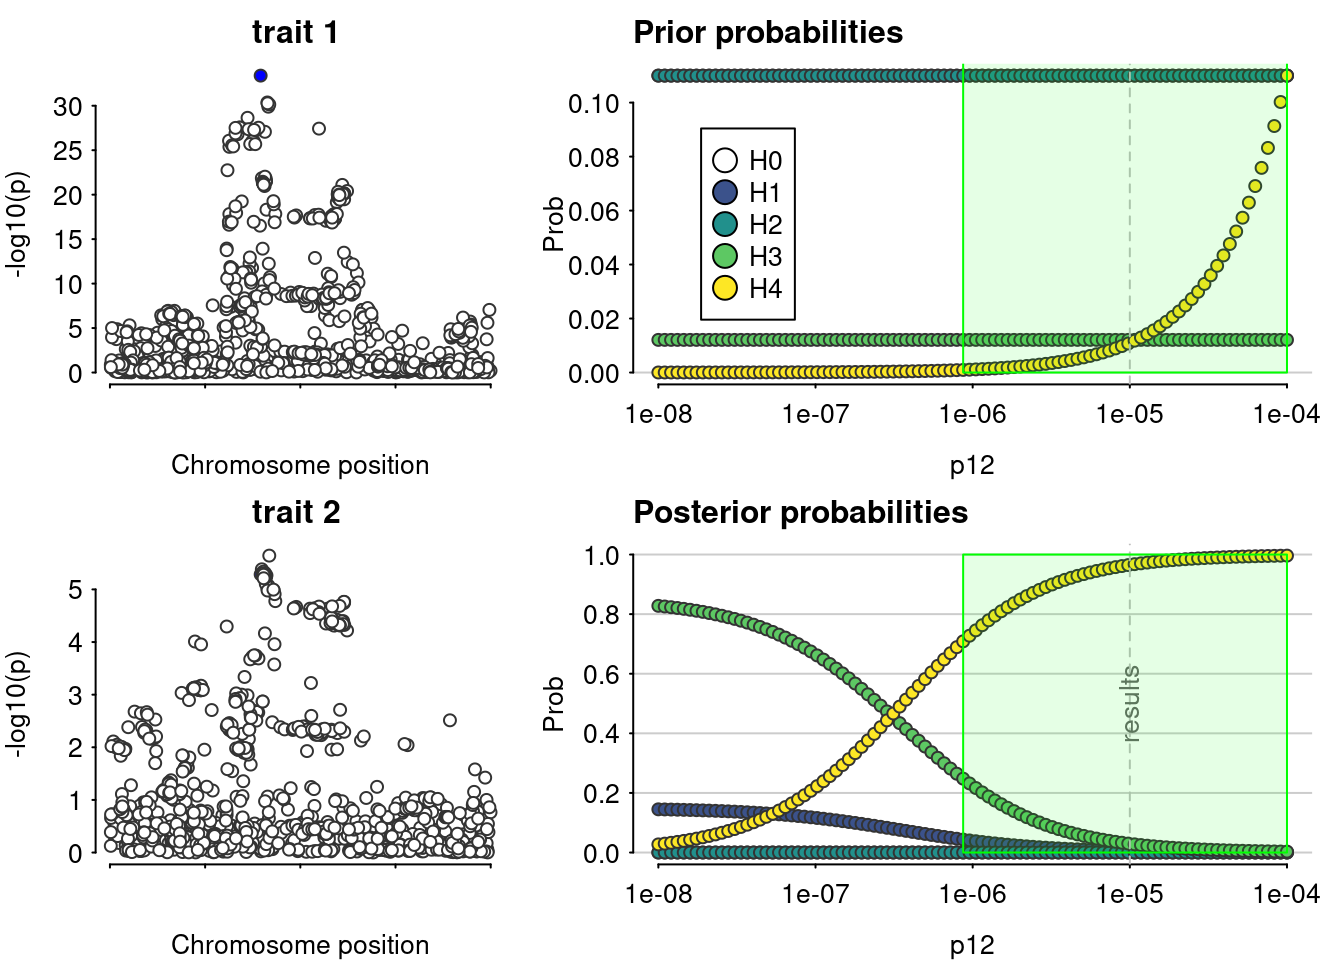 trait 1
-log10(p)
30
25
20
15
10
5
0
Chromosome position
Prior probabilities
Prob
0.10
0.08
0.06
0.04
0.02
0.00
H0
H1
H2
H3
H4
1e-08 1e-07 1e-06 1e-05 1e-04
p12
trait 2
-log10(p)
5
4
3
2
1
0
Chromosome position
Posterior probabilities
Prob
1.0
0.8
0.6
0.4
0.2
0.0
results
1e-08 1e-07 1e-06 1e-05 1e-04
p12